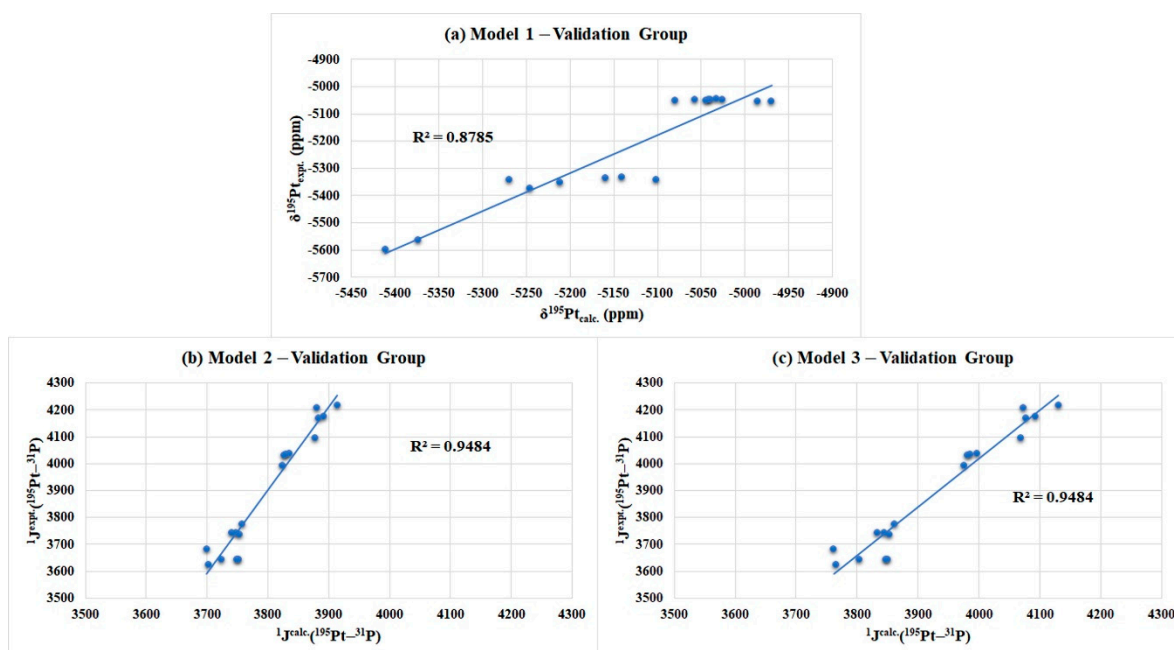 (a) Model 1 – Validation Group
-4900
-5000
-5100
-5200
-5300
-5400
-5500
-5600
-5700
δ¹⁹⁵Ptexpt. (ppm)
R² = 0.8785
-5450 -5400 -5350 -5300 -5250 -5200 -5150 -5100 -5050 -5000 -4950 -4900
δ¹⁹⁵Ptcalc. (ppm)
(b) Model 2 – Validation Group
4300
4200
4100
4000
3900
3800
3700
3600
3500
¹Jexpt.(¹⁹⁵Pt–³¹P)
R² = 0.9484
3500 3600 3700 3800 3900 4000 4100 4200 4300
¹Jcalc.(¹⁹⁵Pt–³¹P)
(c) Model 3 – Validation Group
4300
4200
4100
4000
3900
3800
3700
3600
3500
¹Jexpt.(¹⁹⁵Pt–³¹P)
R² = 0.9484
3500 3600 3700 3800 3900 4000 4100 4200 4300
¹Jcalc.(¹⁹⁵Pt–³¹P)